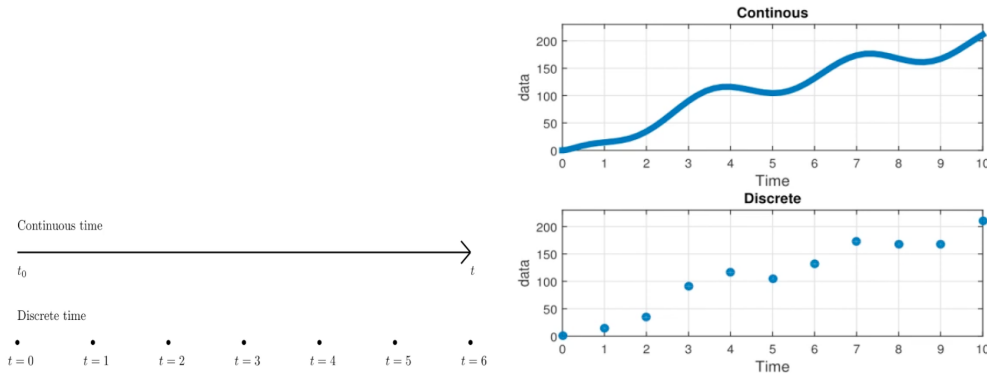 Continuous time
t₀ t
Discrete time
t = 0 t = 1 t = 2 t = 3 t = 4 t = 5 t = 6
Continous
200
150
100
50
0
data
0 1 2 3 4 5 6 7 8 9 10
Time
Discrete
200
150
100
50
0
data
0 1 2 3 4 5 6 7 8 9 10
Time